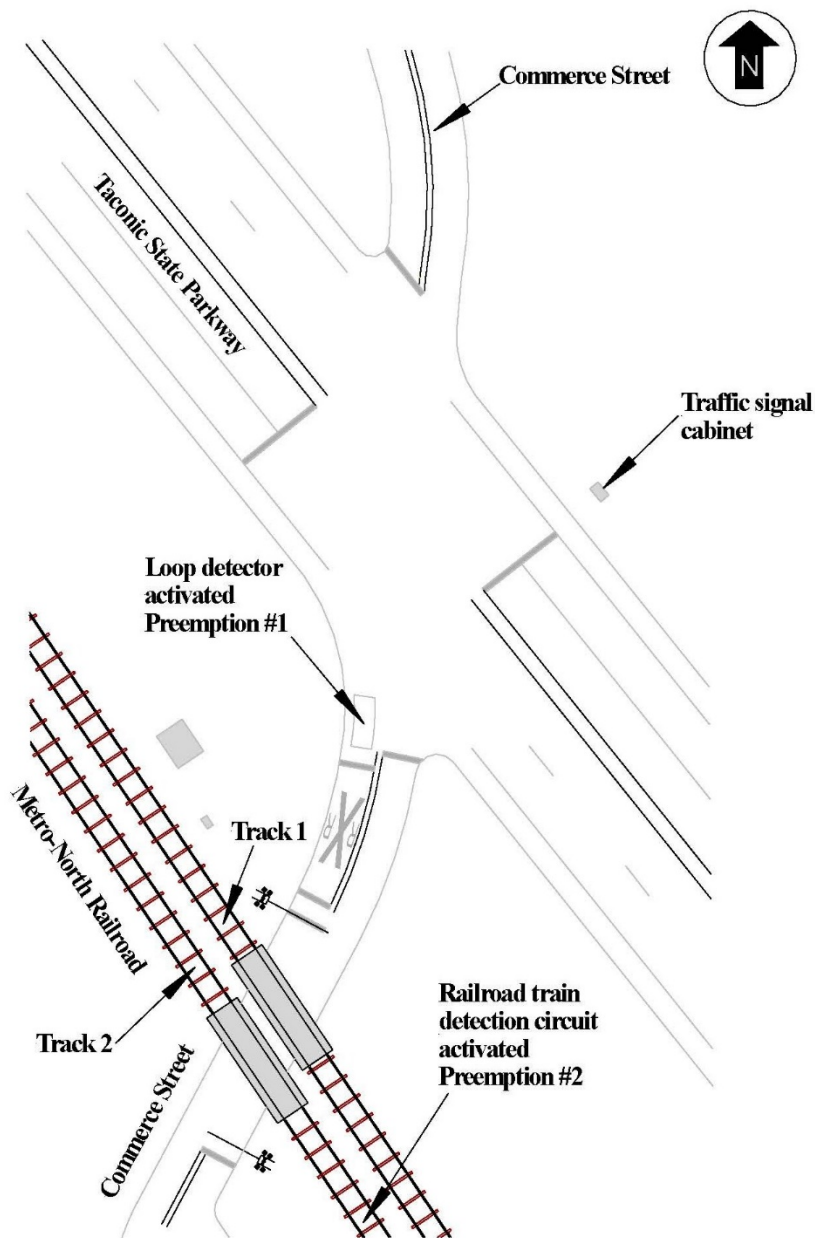 N
Commerce Street
Taconic State Parkway
Traffic signal
cabinet
Loop detector
activated
Preemption #1
Metro-North Railroad
Track 1
Track 2
Commerce Street
Railroad train
detection circuit
activated
Preemption #2